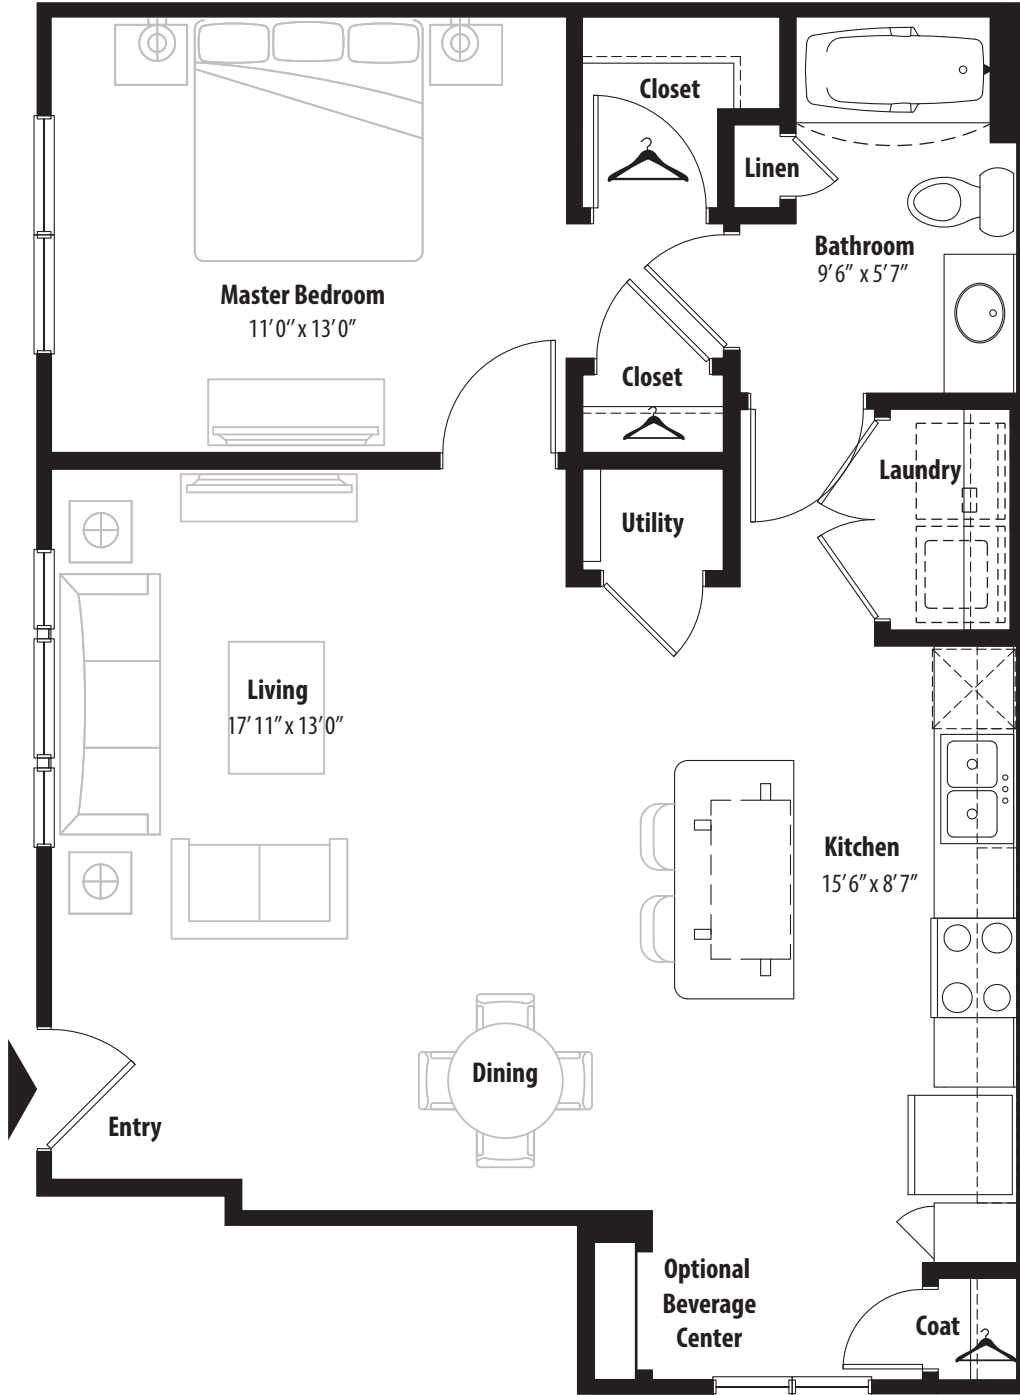 Closet
Linen
Bathroom
9'6" x 5'7"
Master Bedroom
11'0" x 13'0"
Closet
Laundry
Utility
Living
17'11" x 13'0"
Kitchen
15'6" x 8'7"
Dining
Entry
Optional
Beverage
Center
Coat